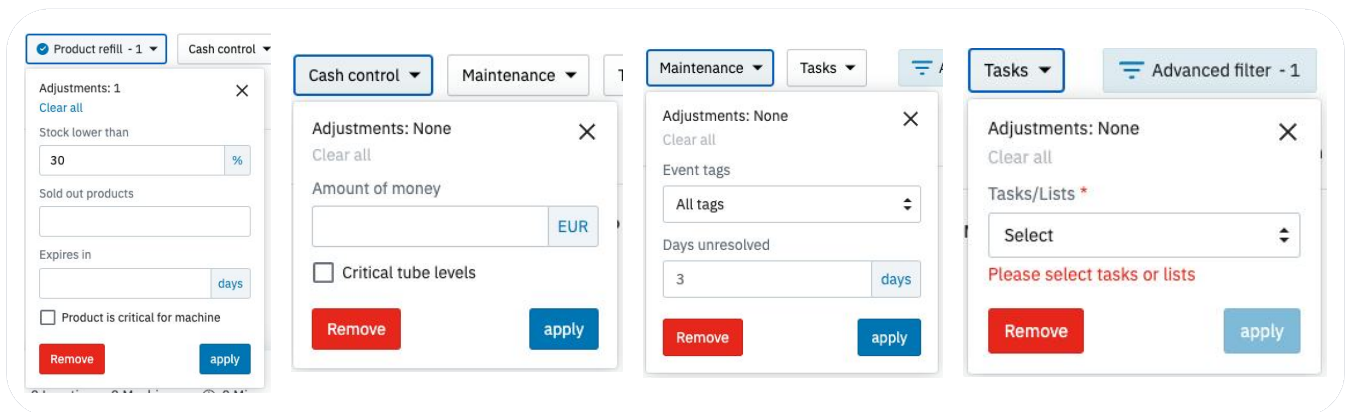 Product refill - 1
Cash control
Adjustments: 1
Clear all
Stock lower than
30
%
Sold out products
Expires in
days
Product is critical for machine
Remove
apply
Cash control
Maintenance
Adjustments: None
Clear all
Amount of money
EUR
Critical tube levels
Remove
apply
Maintenance
Tasks
Adjustments: None
Clear all
Event tags
All tags
Days unresolved
3
days
Remove
apply
Tasks
Advanced filter - 1
Adjustments: None
Clear all
Tasks/Lists *
Select
Please select tasks or lists
Remove
apply